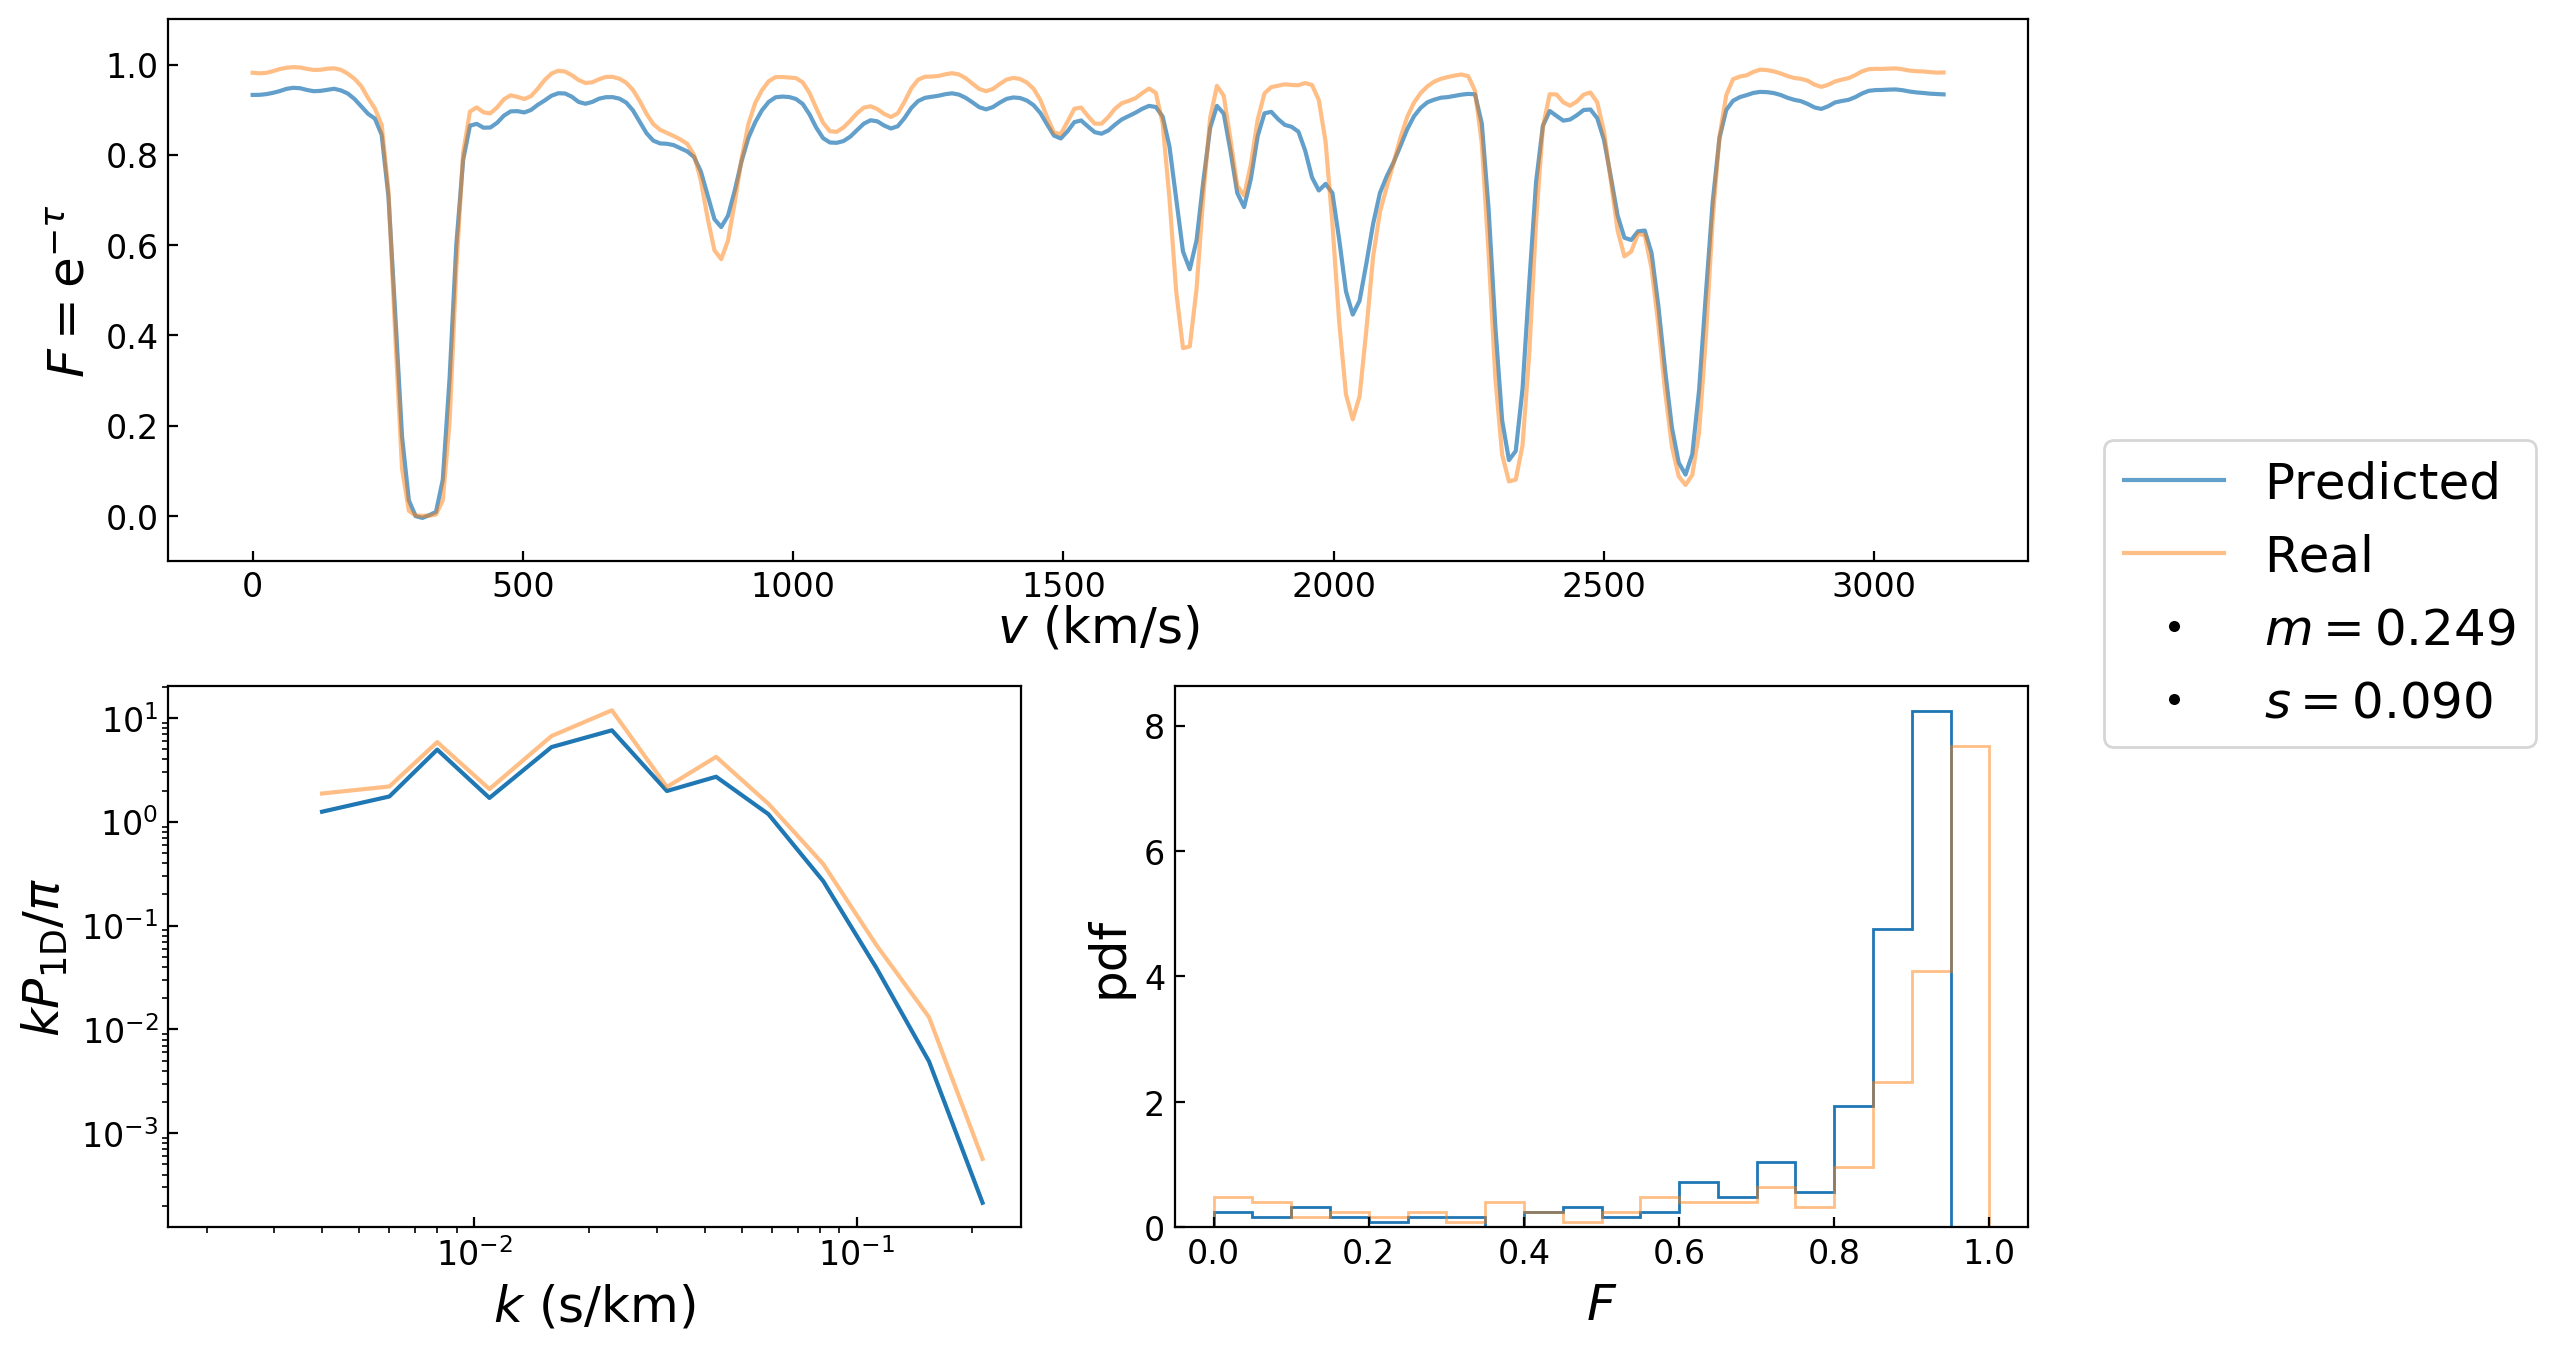 1.0
0.8
0.6
0.4
0.2
0.0
F = e^{−τ}
0 500 1000 1500 2000 2500 3000
v (km/s)
Predicted
Real
m = 0.249
s = 0.090
10^1
10^0
10^{−1}
10^{−2}
10^{−3}
kP_{1D}/π
10^{−2} 10^{−1}
k (s/km)
8
6
4
2
0
pdf
0.0 0.2 0.4 0.6 0.8 1.0
F